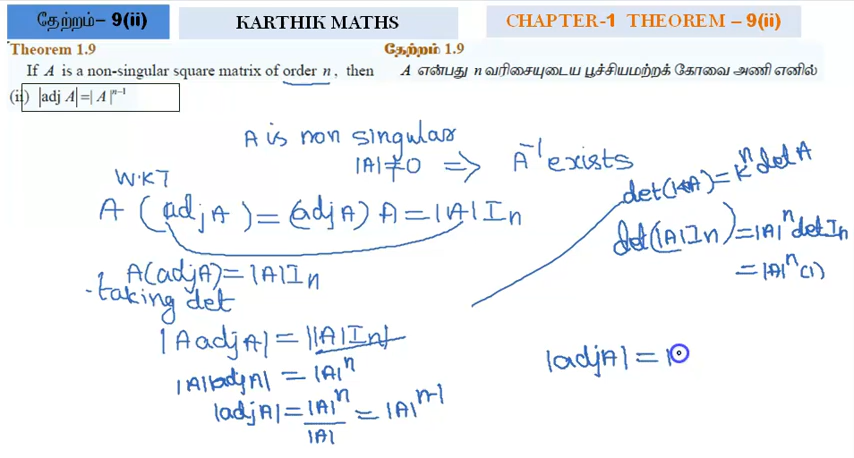 தேற்றம் – 9(ii) KARTHIK MATHS CHAPTER-1 THEOREM – 9(ii)
Theorem 1.9 தேற்றம் 1.9
If A is a non-singular square matrix of order n, then A என்பது n வரிசையுடைய பூச்சியமற்றக் கோவை அணி எனில்
(ii) |adj A| = |A|ⁿ⁻¹
A is non singular
|A| ≠ 0 ⇒ A⁻¹ exists
W.K.T
A (adj A) = (adj A) A = |A| Iₙ
A(adj A) = |A| Iₙ
taking det
|A adj A| = ||A| Iₙ|
|A||adj A| = |A|ⁿ
|adj A| = |A|ⁿ/|A| = |A|ⁿ⁻¹
det(KA) = Kⁿ det A
det(|A| Iₙ) = |A|ⁿ det Iₙ
= |A|ⁿ (1)
|adj A| = |